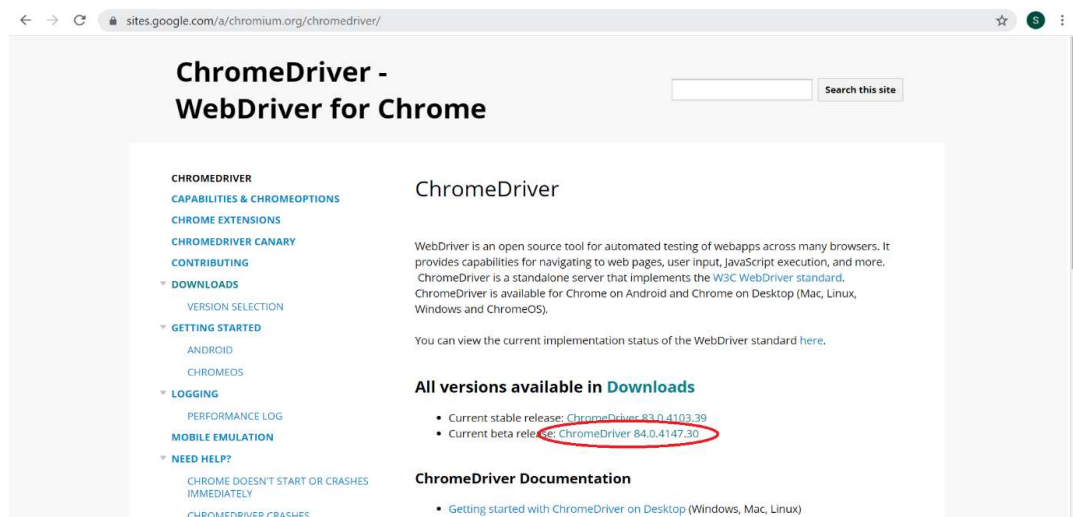 sites.google.com/a/chromium.org/chromedriver/
S
ChromeDriver -
WebDriver for Chrome
Search this site
CHROMEDRIVER
CAPABILITIES & CHROMEOPTIONS
CHROME EXTENSIONS
CHROMEDRIVER CANARY
CONTRIBUTING
DOWNLOADS
VERSION SELECTION
GETTING STARTED
ANDROID
CHROMEOS
LOGGING
PERFORMANCE LOG
MOBILE EMULATION
NEED HELP?
CHROME DOESN'T START OR CRASHES
IMMEDIATELY
CHROMEDRIVER CRASHES
ChromeDriver
WebDriver is an open source tool for automated testing of webapps across many browsers. It
provides capabilities for navigating to web pages, user input, JavaScript execution, and more.
ChromeDriver is a standalone server that implements the W3C WebDriver standard.
ChromeDriver is available for Chrome on Android and Chrome on Desktop (Mac, Linux,
Windows and ChromeOS).
You can view the current implementation status of the WebDriver standard here.
All versions available in Downloads
• Current stable release: ChromeDriver 83.0.4103.39
• Current beta release: ChromeDriver 84.0.4147.30
ChromeDriver Documentation
• Getting started with ChromeDriver on Desktop (Windows, Mac, Linux)